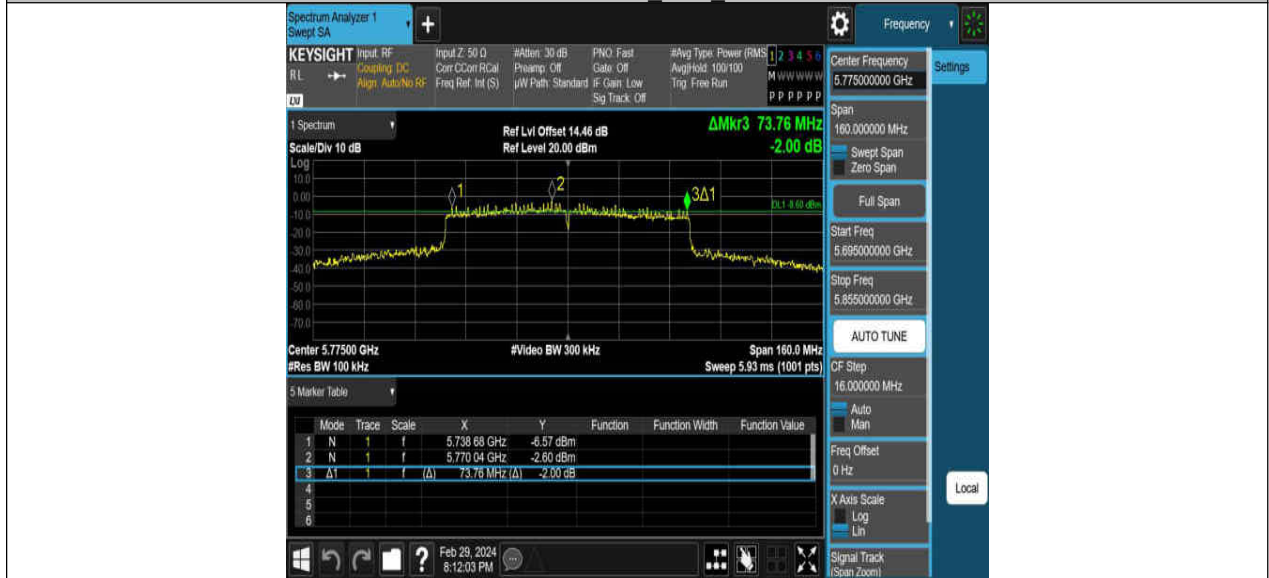 Spectrum Analyzer 1
Swept SA
+
Frequency
KEYSIGHT
RL
LXI
Input: RF
Coupling: DC
Align: Auto/No RF
Input Z: 50 Ω
Corr CCorr RCal
Freq Ref: Int (S)
#Atten: 30 dB
Preamp: Off
µW Path: Standard
PNO: Fast
Gate: Off
IF Gain: Low
Sig Track: Off
#Avg Type: Power (RMS
Avg|Hold: 100/100
Trig: Free Run
1 2 3 4 5 6
M W W W W W
P P P P P P
Center Frequency
5.775000000 GHz
Settings
1 Spectrum
Scale/Div 10 dB
Ref Lvl Offset 14.46 dB
Ref Level 20.00 dBm
ΔMkr3 73.76 MHz
-2.00 dB
Log
10.0
0.00
-10.0
-20.0
-30.0
-40.0
-50.0
-60.0
-70.0
1
2
3Δ1
DL1 -8.60 dBm
Center 5.77500 GHz
#Res BW 100 kHz
#Video BW 300 kHz
Span 160.0 MHz
Sweep 5.93 ms (1001 pts)
Span
160.000000 MHz
Swept Span
Zero Span
Full Span
Start Freq
5.695000000 GHz
Stop Freq
5.855000000 GHz
AUTO TUNE
CF Step
16.000000 MHz
Auto
Man
Freq Offset
0 Hz
X Axis Scale
Log
Lin
Signal Track
(Span Zoom)
Local
5 Marker Table
Mode Trace Scale X Y Function Function Width Function Value
1 N 1 f 5.738 68 GHz -6.57 dBm
2 N 1 f 5.770 04 GHz -2.60 dBm
3 Δ1 1 f (Δ) 73.76 MHz (Δ) -2.00 dB
4
5
6
?
Feb 29, 2024
8:12:03 PM